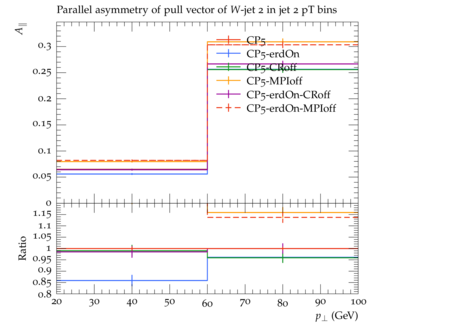 Parallel asymmetry of pull vector of W-jet 2 in jet 2 pT bins
A∥
CP5
CP5-erdOn
CP5-CRoff
CP5-MPIoff
CP5-erdOn-CRoff
CP5-erdOn-MPIoff
0.3
0.25
0.2
0.15
0.1
0.05
0
Ratio
1.15
1.1
1.05
1
0.95
0.9
0.85
0.8
20 30 40 50 60 70 80 90 100
p⊥ (GeV)